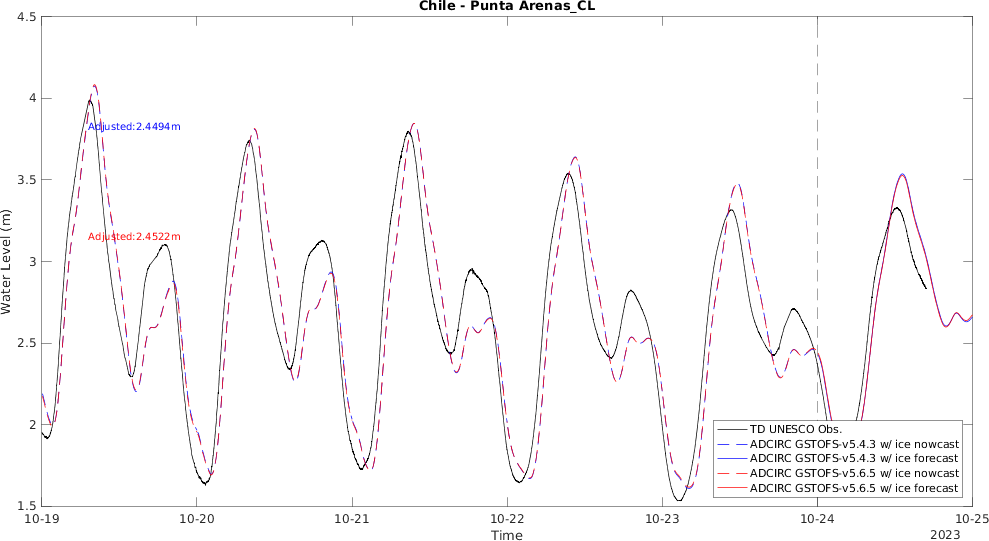 Chile - Punta Arenas_CL
4.5
4
3.5
3
2.5
2
1.5
Water Level (m)
Adjusted:2.4494m
Adjusted:2.4522m
TD UNESCO Obs.
ADCIRC GSTOFS-v5.4.3 w/ ice nowcast
ADCIRC GSTOFS-v5.4.3 w/ ice forecast
ADCIRC GSTOFS-v5.6.5 w/ ice nowcast
ADCIRC GSTOFS-v5.6.5 w/ ice forecast
10-19 10-20 10-21 10-22 10-23 10-24 10-25
Time
2023